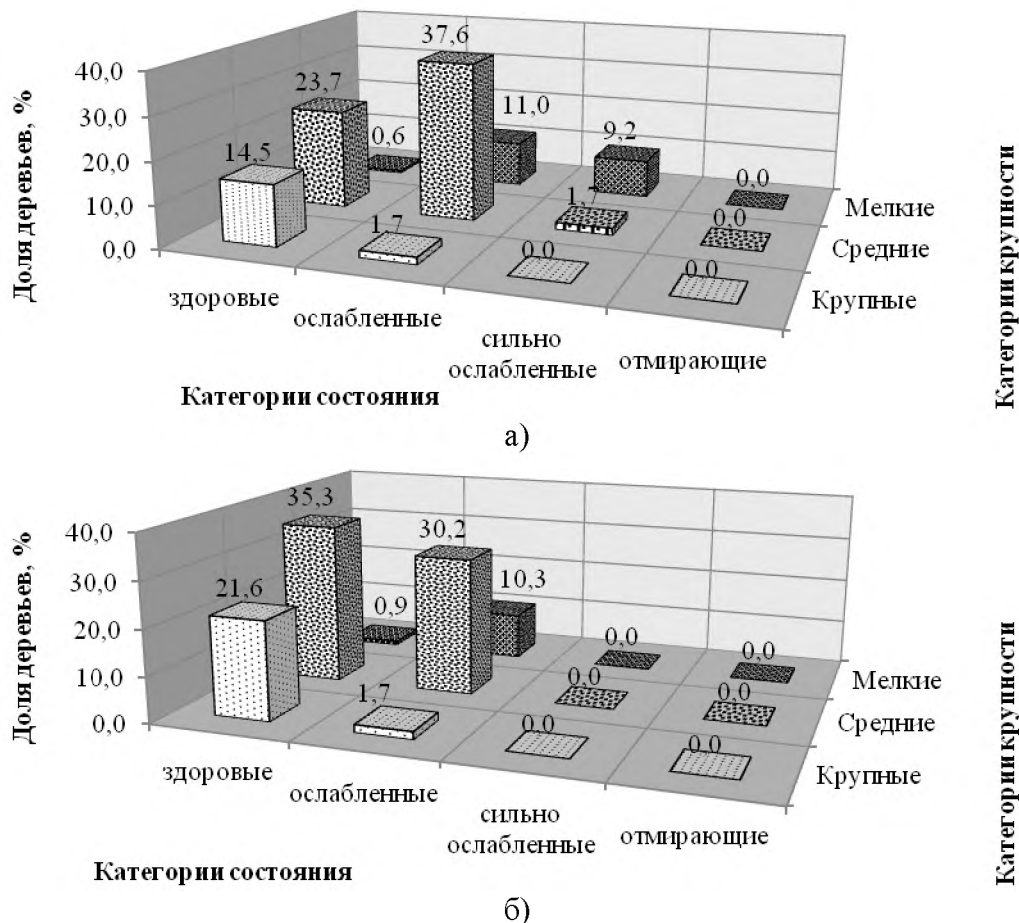 37,6
40,0
23,7
30,0
11,0
0,6
9,2
20,0
14,5
0,0
1,7
10,0
1,7
0,0
Мелкие
0,0
0,0
0,0
Средние
Крупные
здоровые
ослабленные
сильно
ослабленные
отмирающие
Доля деревьев, %
Категории крупности
Категории состояния
а)
35,3
40,0
30,2
30,0
21,6
10,3
0,9
20,0
0,0
0,0
10,0
1,7
0,0
0,0
Мелкие
0,0
0,0
0,0
Средние
Крупные
здоровые
ослабленные
сильно
ослабленные
отмирающие
Доля деревьев, %
Категории крупности
Категории состояния
б)